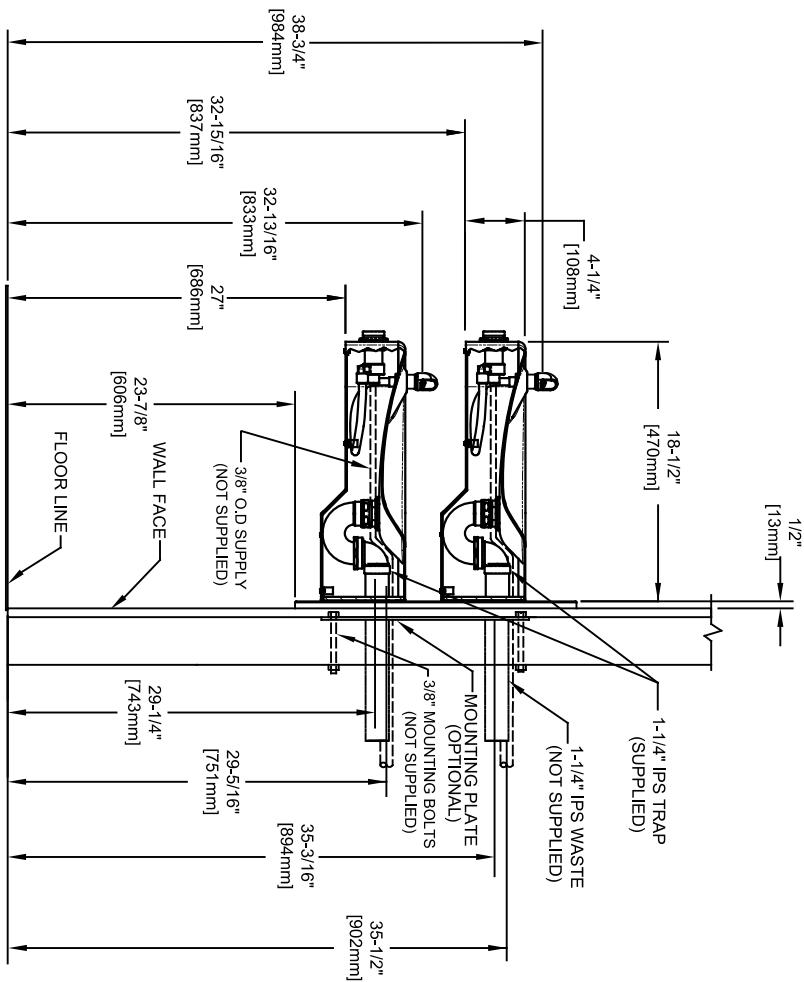 38-3/4"
[984mm]
32-15/16"
[837mm]
32-13/16"
[833mm]
27"
[686mm]
23-7/8"
[606mm]
4-1/4"
[108mm]
18-1/2"
[470mm]
1/2"
[13mm]
FLOOR LINE
WALL FACE
3/8" O.D SUPPLY
(NOT SUPPLIED)
1-1/4" IPS TRAP
(SUPPLIED)
1-1/4" IPS WASTE
(NOT SUPPLIED)
MOUNTING PLATE
(OPTIONAL)
3/8" MOUNTING BOLTS
(NOT SUPPLIED)
29-1/4"
[743mm]
29-5/16"
[751mm]
35-3/16"
[894mm]
35-1/2"
[902mm]